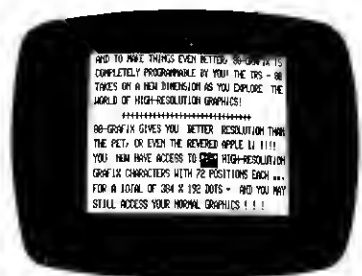 AND TO MAKE THINGS EVEN BETTER, 80-GRAFIX IS
COMPLETELY PROGRAMMABLE BY YOU! THE TRS - 80
TAKES ON A NEW DIMENSION AS YOU EXPLORE THE
WORLD OF HIGH-RESOLUTION GRAPHICS!
++++++++++++++++++++++++++++
80-GRAFIX GIVES YOU BETTER RESOLUTION THAN
THE PET, OR EVEN THE REVERED APPLE II !!!!
YOU NOW HAVE ACCESS TO HIGH-RESOLUTION
GRAFIX CHARACTERS WITH 72 POSITIONS EACH ...
FOR A TOTAL OF 384 X 192 DOTS - AND YOU MAY
STILL ACCESS YOUR NORMAL GRAPHICS ! ! !